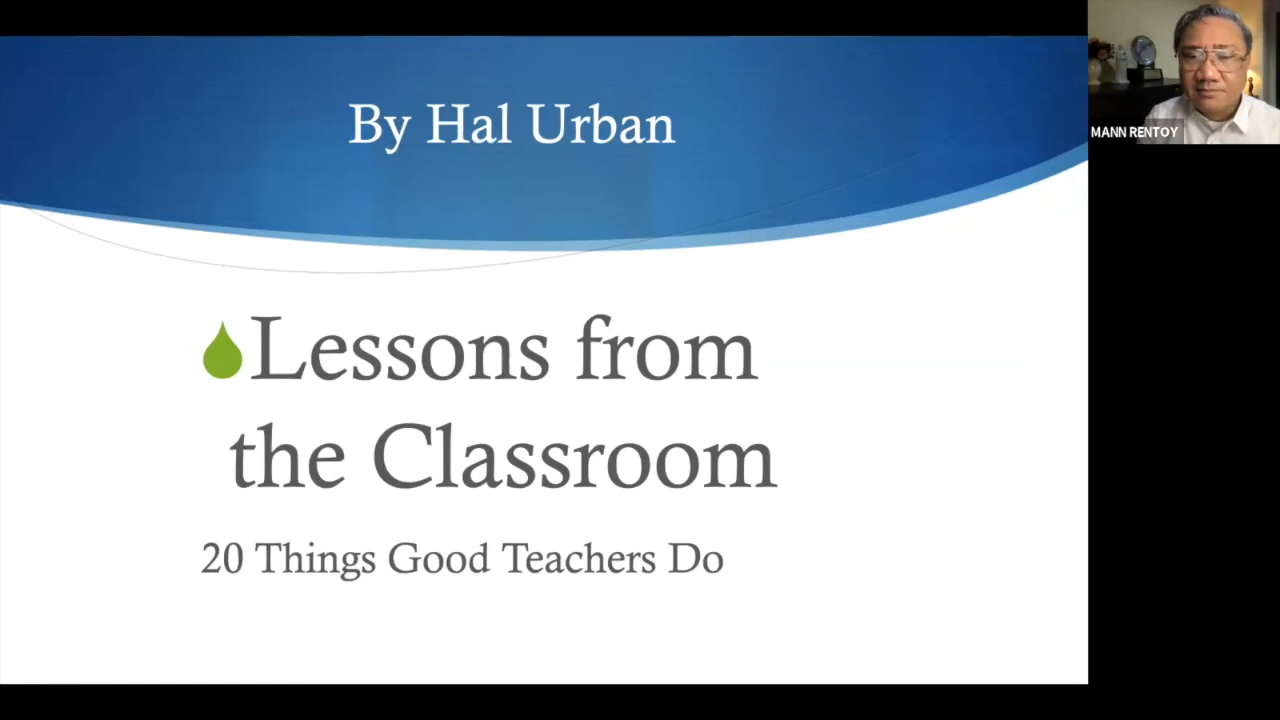 By Hal Urban
MANN RENTOY
Lessons from
the Classroom
20 Things Good Teachers Do